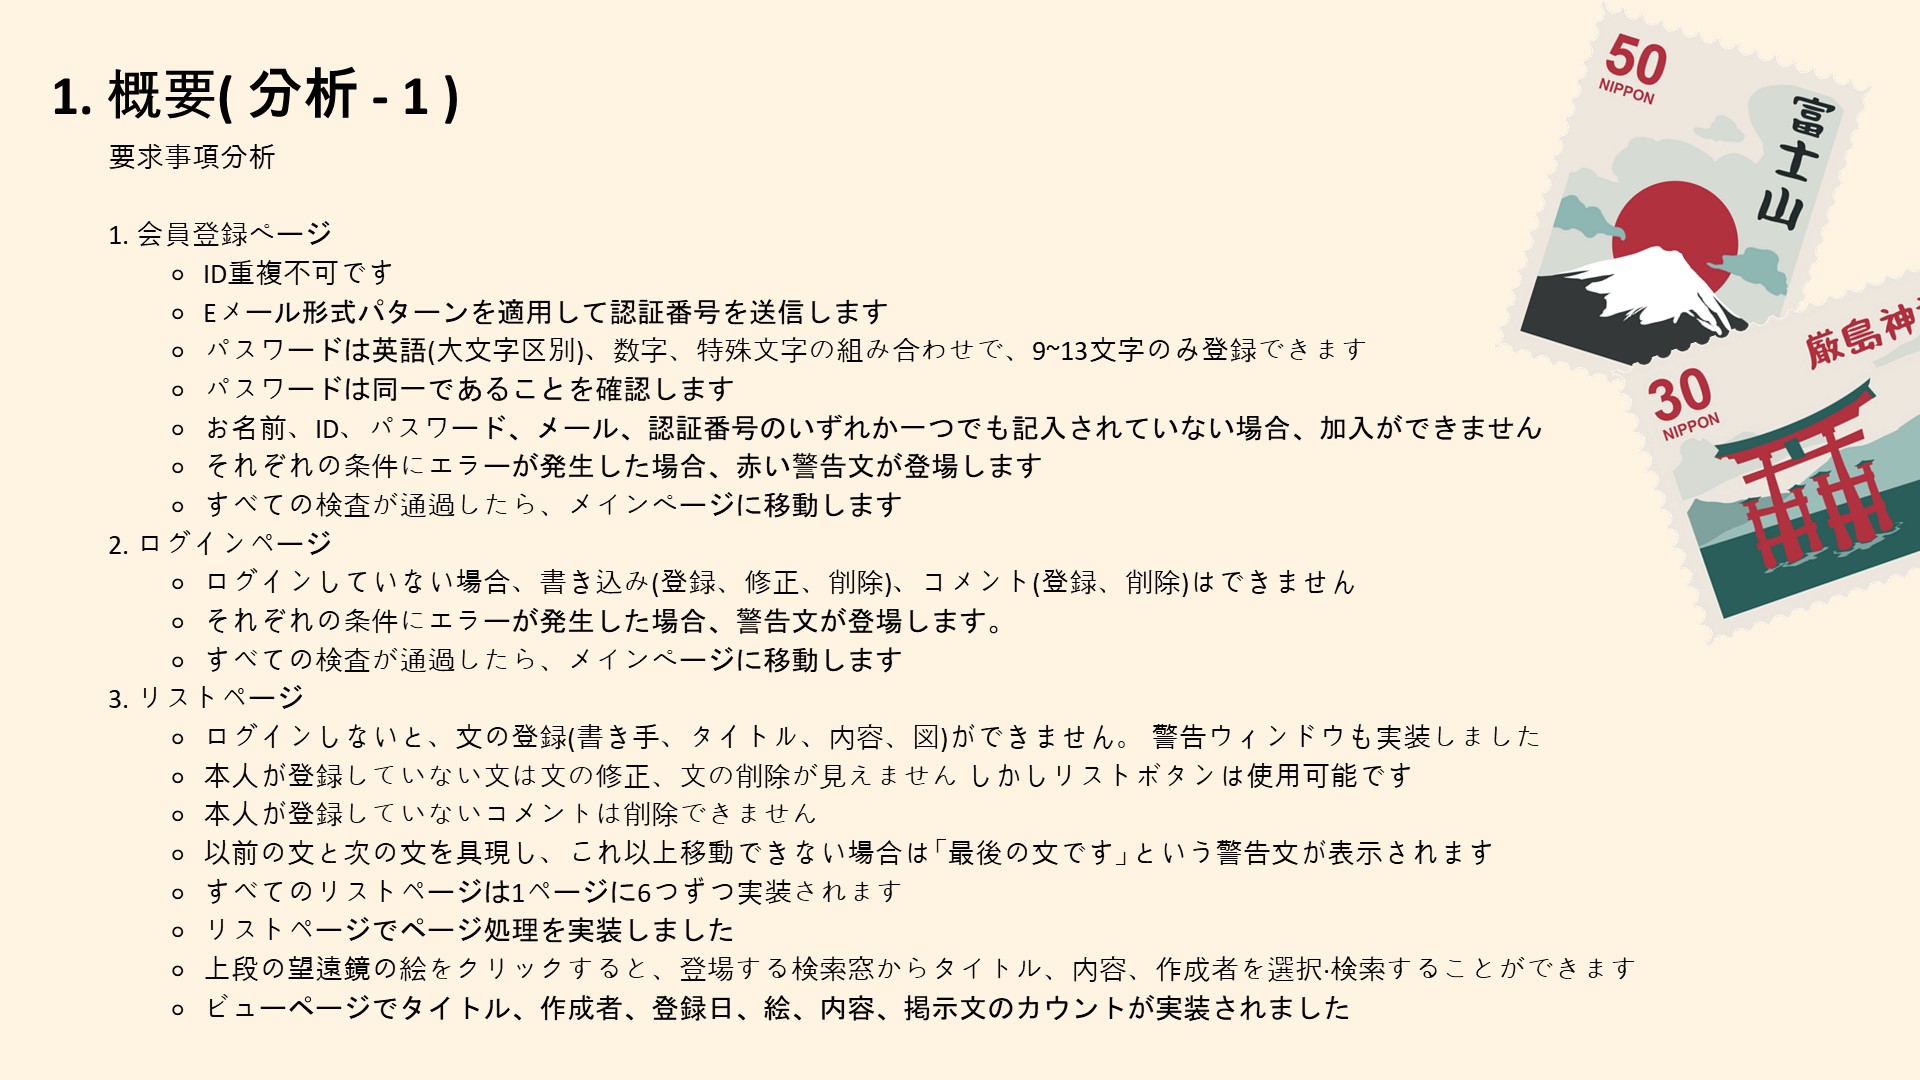 1. 概要( 分析 - 1 )
要求事項分析
1. 会員登録ページ
ID重複不可です
Eメール形式パターンを適用して認証番号を送信します
パスワードは英語(大文字区別)、数字、特殊文字の組み合わせで、9~13文字のみ登録できます
パスワードは同一であることを確認します
お名前、ID、パスワード、メール、認証番号のいずれか一つでも記入されていない場合、加入ができません
それぞれの条件にエラーが発生した場合、赤い警告文が登場します
すべての検査が通過したら、メインページに移動します
2. ログインページ
ログインしていない場合、書き込み(登録、修正、削除)、コメント(登録、削除)はできません
それぞれの条件にエラーが発生した場合、警告文が登場します。
すべての検査が通過したら、メインページに移動します
3. リストページ
ログインしないと、文の登録(書き手、タイトル、内容、図)ができません。 警告ウィンドウも実装しました
本人が登録していない文は文の修正、文の削除が見えません しかしリストボタンは使用可能です
本人が登録していないコメントは削除できません
以前の文と次の文を具現し、これ以上移動できない場合は「最後の文です」という警告文が表示されます
すべてのリストページは1ページに6つずつ実装されます
リストページでページ処理を実装しました
上段の望遠鏡の絵をクリックすると、登場する検索窓からタイトル、内容、作成者を選択·検索することができます
ビューページでタイトル、作成者、登録日、絵、内容、掲示文のカウントが実装されました
50
NIPPON
富士山
30
NIPPON
厳島神